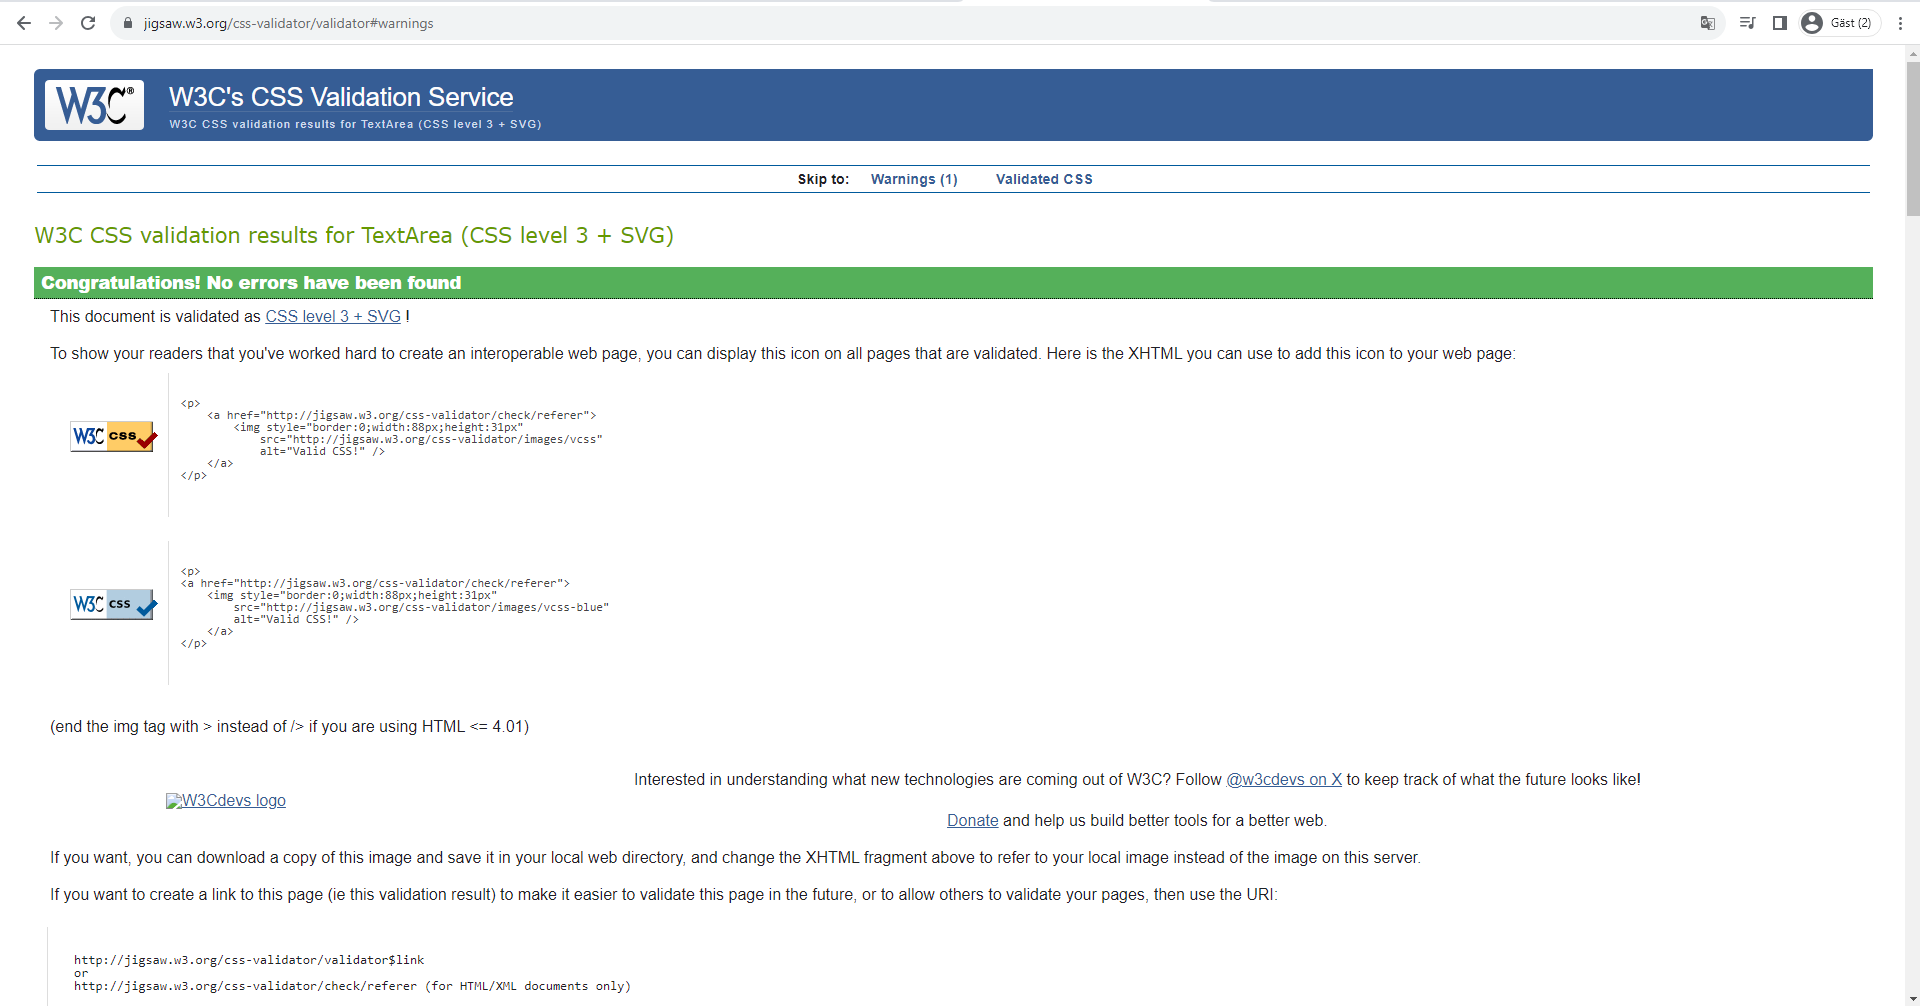 jigsaw.w3.org/css-validator/validator#warnings
Gäst (2)
W3C®
W3C's CSS Validation Service
W3C CSS validation results for TextArea (CSS level 3 + SVG)
Skip to: Warnings (1) Validated CSS
W3C CSS validation results for TextArea (CSS level 3 + SVG)
Congratulations! No errors have been found
This document is validated as CSS level 3 + SVG !
To show your readers that you've worked hard to create an interoperable web page, you can display this icon on all pages that are validated. Here is the XHTML you can use to add this icon to your web page:
W3C css
<p>
    <a href="http://jigsaw.w3.org/css-validator/check/referer">
        <img style="border:0;width:88px;height:31px"
            src="http://jigsaw.w3.org/css-validator/images/vcss"
            alt="Valid CSS!" />
    </a>
</p>
W3C css
<p>
<a href="http://jigsaw.w3.org/css-validator/check/referer">
    <img style="border:0;width:88px;height:31px"
        src="http://jigsaw.w3.org/css-validator/images/vcss-blue"
        alt="Valid CSS!" />
    </a>
</p>
(end the img tag with > instead of /> if you are using HTML <= 4.01)
Interested in understanding what new technologies are coming out of W3C? Follow @w3cdevs on X to keep track of what the future looks like!
W3Cdevs logo
Donate and help us build better tools for a better web.
If you want, you can download a copy of this image and save it in your local web directory, and change the XHTML fragment above to refer to your local image instead of the image on this server.
If you want to create a link to this page (ie this validation result) to make it easier to validate this page in the future, or to allow others to validate your pages, then use the URI:
http://jigsaw.w3.org/css-validator/validator$link
or
http://jigsaw.w3.org/css-validator/check/referer (for HTML/XML documents only)